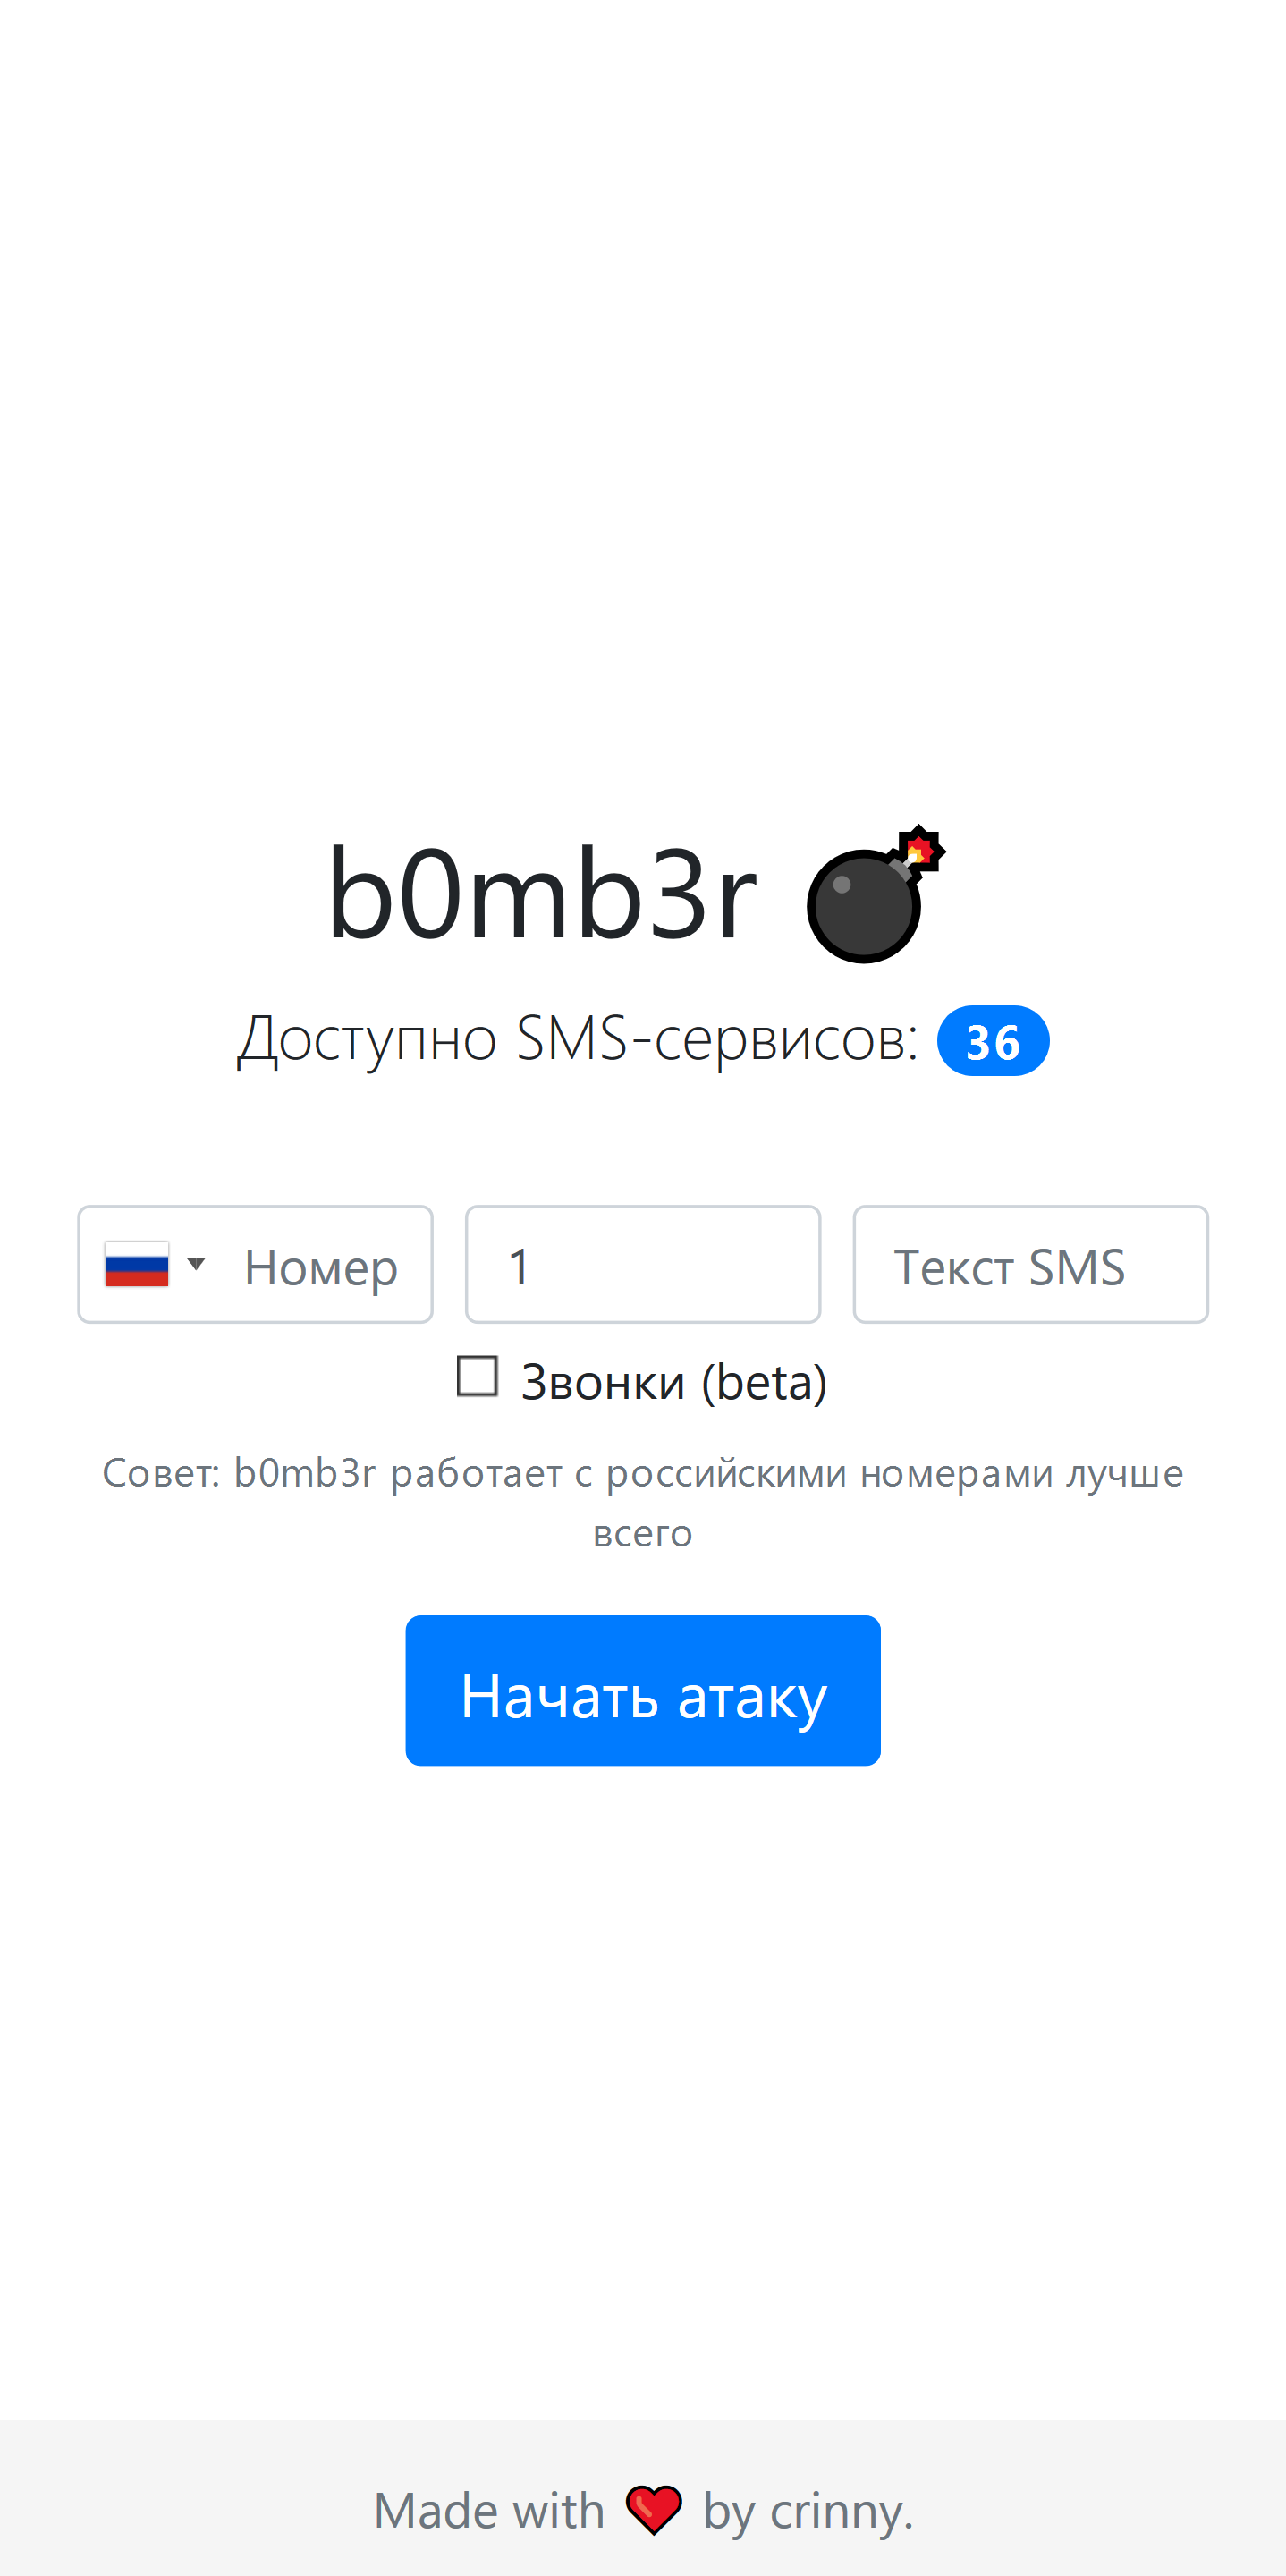 b0mb3r
Доступно SMS-сервисов: 36
Номер
1
Текст SMS
Звонки (beta)
Совет: b0mb3r работает с российскими номерами лучше
всего
Начать атаку
Made with by crinny.